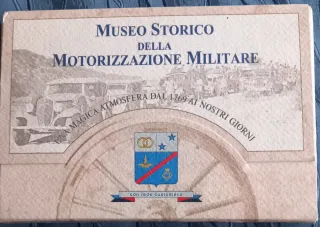 MUSEO STORICO
DELLA
MOTORIZZAZIONE MILITARE
UNA MAGICA ATMOSFERA DAL 1769 AI NOSTRI GIORNI